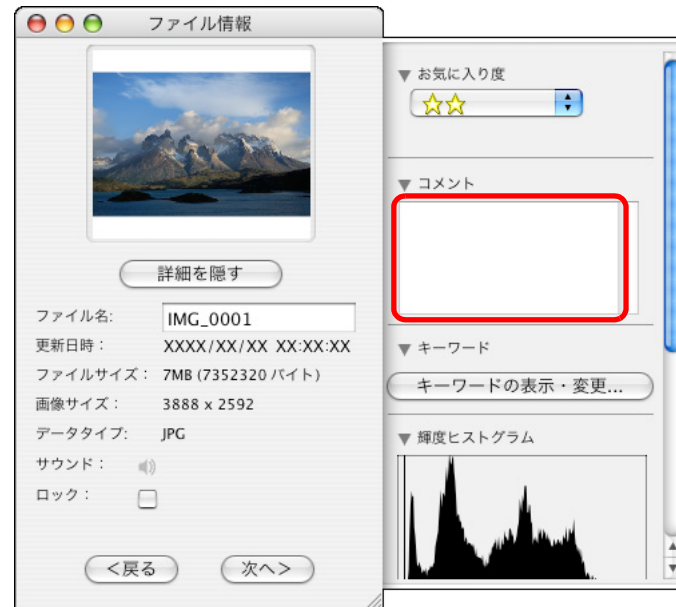 ファイル情報
詳細を隠す
ファイル名: IMG_0001
更新日時： XXXX/XX/XX XX:XX:XX
ファイルサイズ： 7MB (7352320 バイト)
画像サイズ： 3888 x 2592
データタイプ: JPG
サウンド：
ロック：
<戻る 次へ>
お気に入り度
コメント
キーワード
キーワードの表示・変更...
輝度ヒストグラム